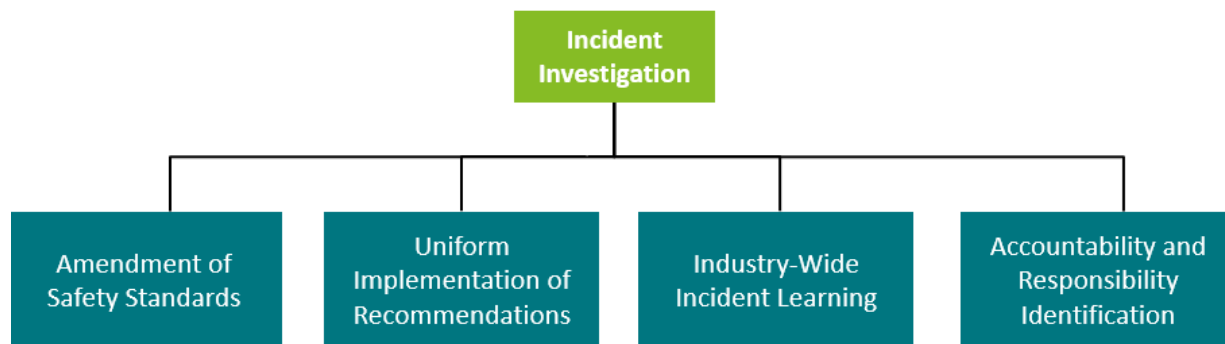 Incident
Investigation
Amendment of
Safety Standards
Uniform
Implementation of
Recommendations
Industry-Wide
Incident Learning
Accountability and
Responsibility
Identification